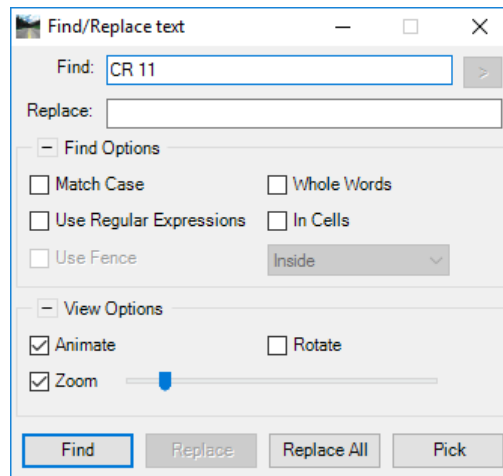 Find/Replace text
Find: CR 11 >
Replace:
Find Options
Match Case Whole Words
Use Regular Expressions In Cells
Use Fence Inside
View Options
Animate Rotate
Zoom
Find Replace Replace All Pick